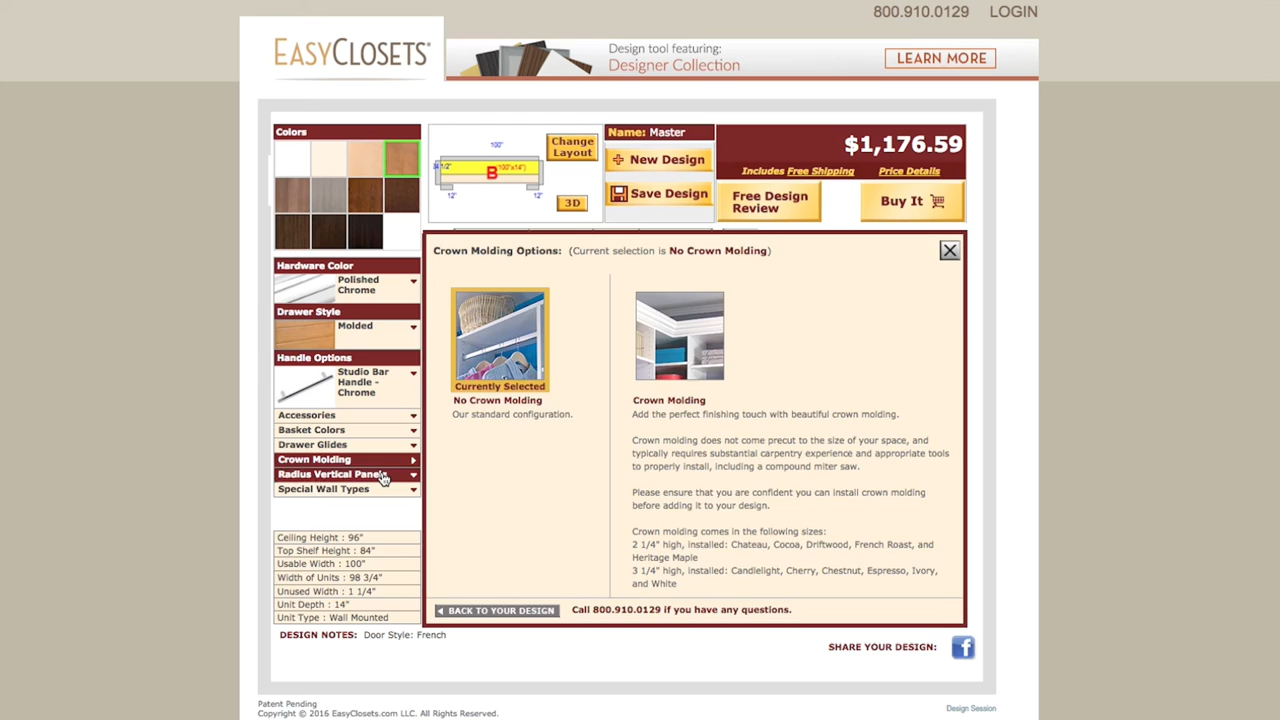 800.910.0129 LOGIN
EASYCLOSETS®
Design tool featuring:
Designer Collection
LEARN MORE
Colors
100"
B (100"x14")
12" 12"
Change
Layout
3D
Name: Master
New Design
Save Design
$1,176.59
Includes Free Shipping Price Details
Free Design
Review
Buy It
Hardware Color
Polished
Chrome
Drawer Style
Molded
Handle Options
Studio Bar
Handle -
Chrome
Accessories
Basket Colors
Drawer Glides
Crown Molding
Radius Vertical Panels
Special Wall Types
Ceiling Height : 96"
Top Shelf Height : 84"
Usable Width : 100"
Width of Units : 98 3/4"
Unused Width : 1 1/4"
Unit Depth : 14"
Unit Type : Wall Mounted
Crown Molding Options: (Current selection is No Crown Molding)
Currently Selected
No Crown Molding
Our standard configuration.
Crown Molding
Add the perfect finishing touch with beautiful crown molding.
Crown molding does not come precut to the size of your space, and
typically requires substantial carpentry experience and appropriate tools
to properly install, including a compound miter saw.
Please ensure that you are confident you can install crown molding
before adding it to your design.
Crown molding comes in the following sizes:
2 1/4" high, installed: Chateau, Cocoa, Driftwood, French Roast, and
Heritage Maple
3 1/4" high, installed: Candlelight, Cherry, Chestnut, Espresso, Ivory,
and White
BACK TO YOUR DESIGN Call 800.910.0129 if you have any questions.
DESIGN NOTES: Door Style: French
SHARE YOUR DESIGN:
Patent Pending
Copyright © 2016 EasyClosets.com LLC. All Rights Reserved.
Design Session